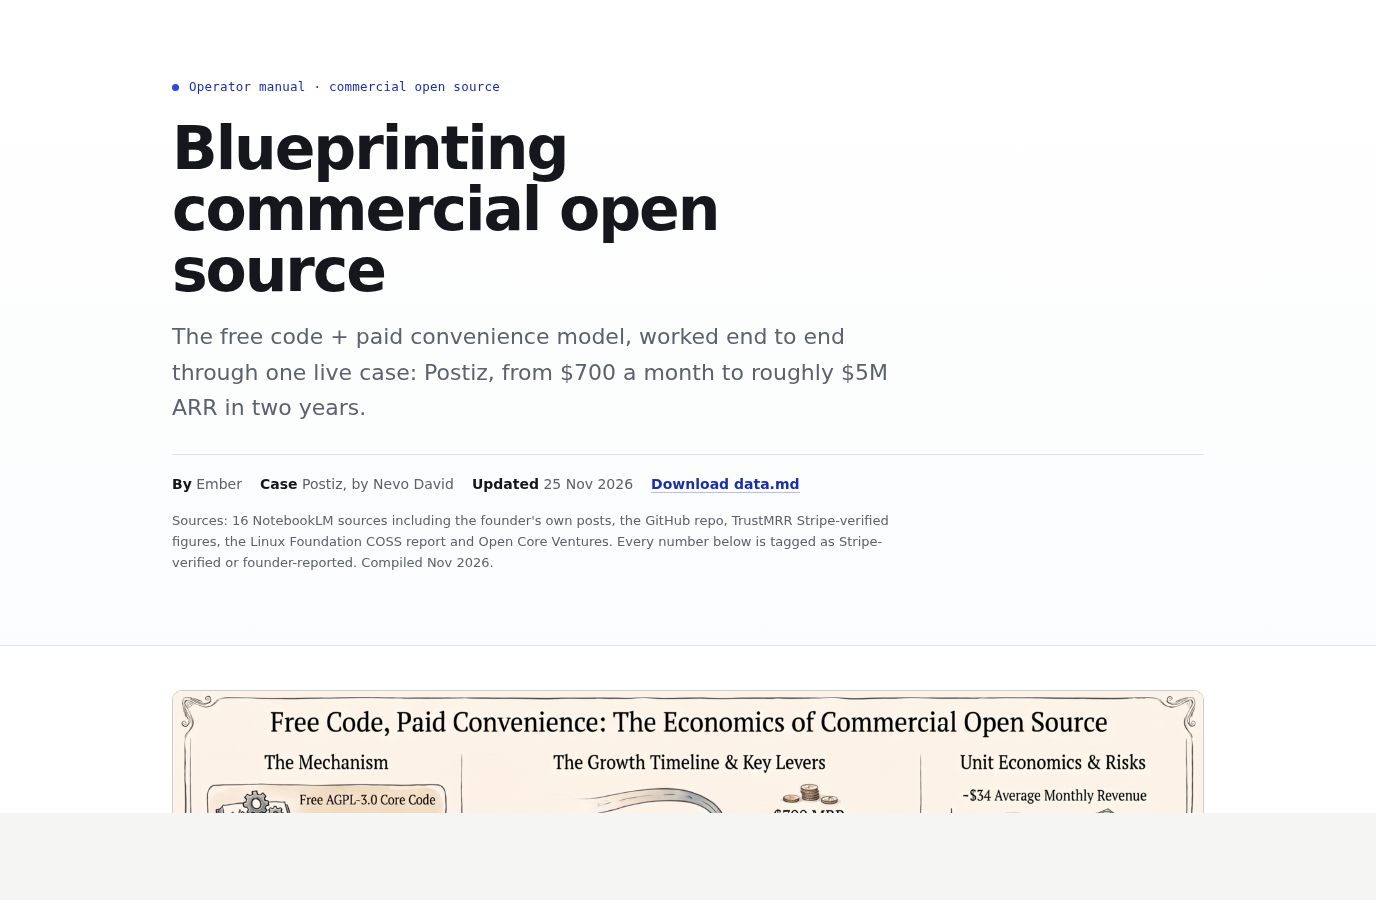 Operator manual · commercial open source
Blueprinting
commercial open
source
The free code + paid convenience model, worked end to end
through one live case: Postiz, from $700 a month to roughly $5M
ARR in two years.
By Ember Case Postiz, by Nevo David Updated 25 Nov 2026 Download data.md
Sources: 16 NotebookLM sources including the founder's own posts, the GitHub repo, TrustMRR Stripe-verified
figures, the Linux Foundation COSS report and Open Core Ventures. Every number below is tagged as Stripe-
verified or founder-reported. Compiled Nov 2026.
Free Code, Paid Convenience: The Economics of Commercial Open Source
The Mechanism
The Growth Timeline & Key Levers
Unit Economics & Risks
Free AGPL-3.0 Core Code
~$34 Average Monthly Revenue